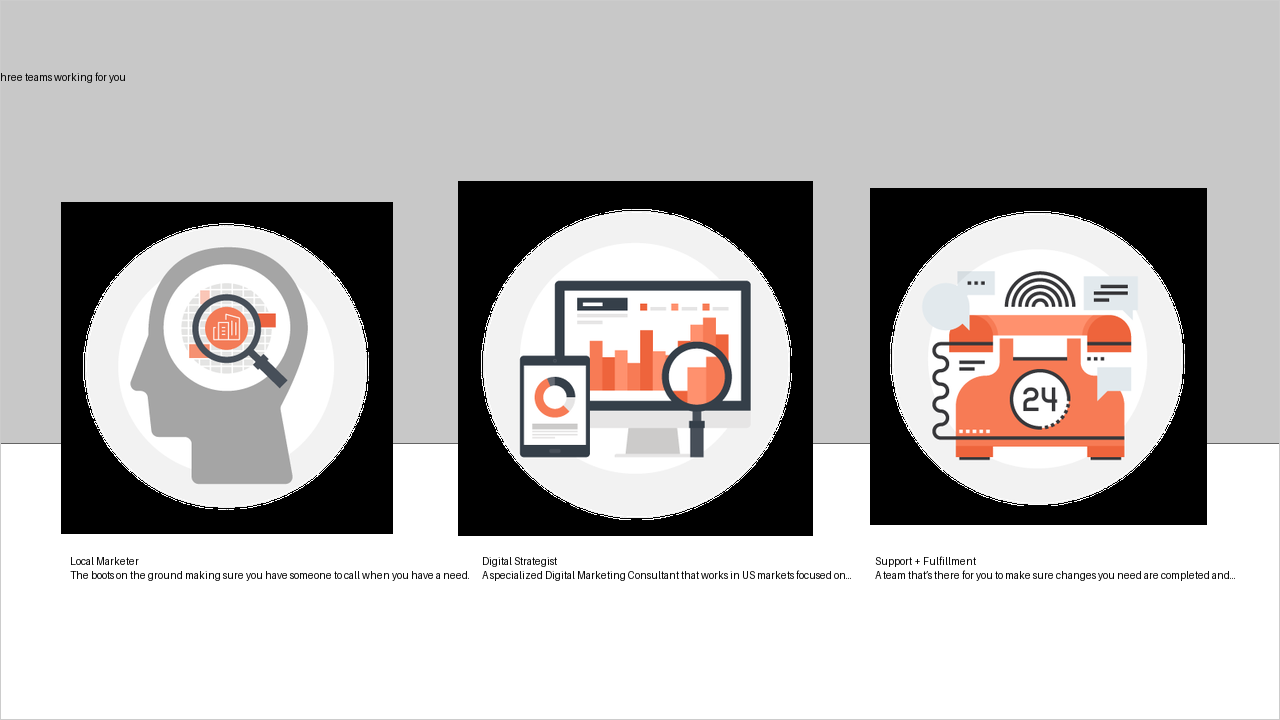 hree teams working for you
24
Local Marketer
The boots on the ground making sure you have someone to call when you have a need.
Digital Strategist
A specialized Digital Marketing Consultant that works in US markets focused on...
Support + Fulfillment
A team that's there for you to make sure changes you need are completed and...